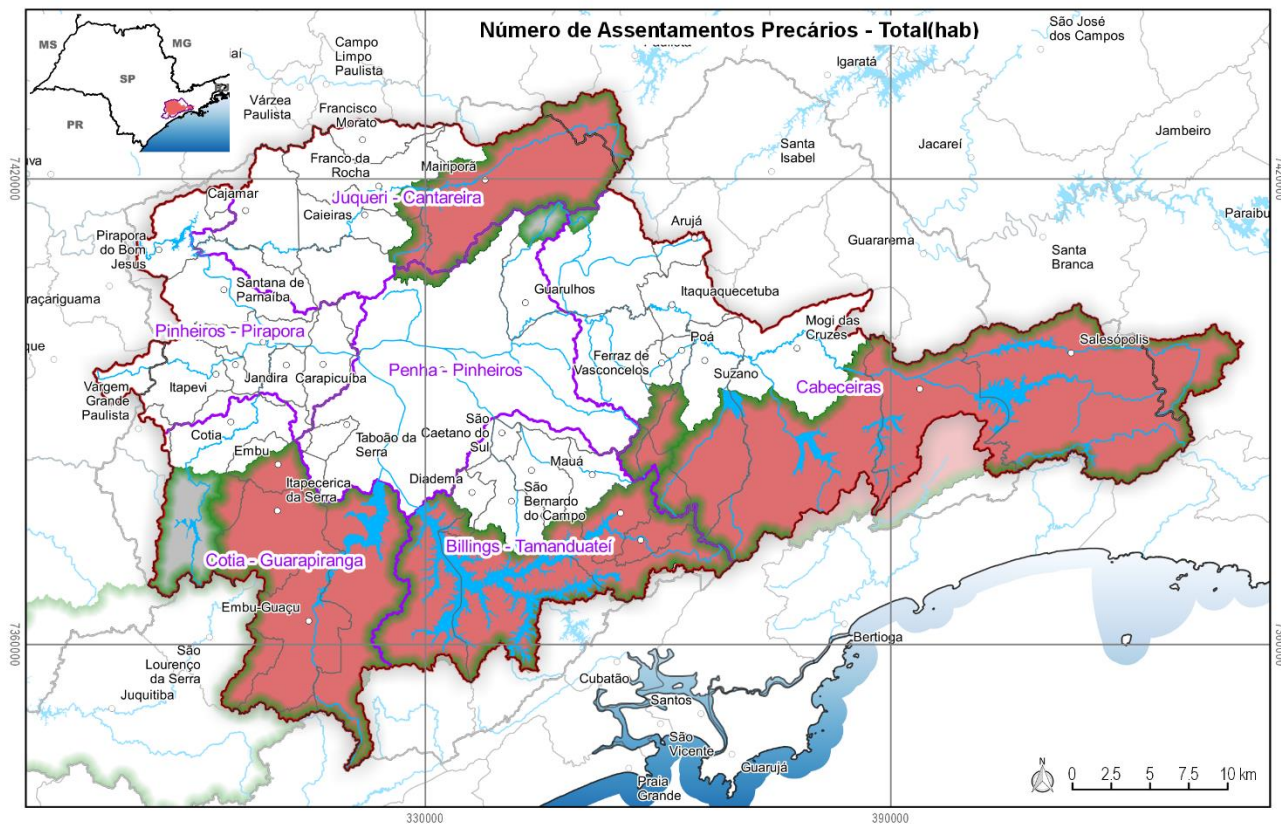 Número de Assentamentos Precários - Total(hab)
MS
MG
SP
PR
Campo
Limpo
Paulista
Várzea
Paulista
Francisco
Morato
Franco da
Rocha
Mairiporã
Cajamar
Juqueri - Cantareira
Caieiras
Pirapora
do Bom
Jesus
Santana de
Parnaíba
Pinheiros - Pirapora
Itapevi
Jandira
Carapicuíba
Vargem
Grande
Paulista
Cotia
Embu
Itapecerica
da Serra
Taboão da
Serra
Cotia - Guarapiranga
Embu-Guaçu
São
Lourenço
da Serra
Juquitiba
Penha - Pinheiros
São
Caetano do
Sul
Diadema
Mauá
São
Bernardo
do Campo
Billings - Tamanduateí
Guarulhos
Arujá
Itaquaquecetuba
Ferraz de
Vasconcelos
Poá
Suzano
Mogi das
Cruzes
Cabeceiras
Salesópolis
Santa
Isabel
Igaratá
São José
dos Campos
Jacareí
Jambeiro
Guararema
Santa
Branca
Paraibu
Bertioga
Cubatão
Santos
São
Vicente
Guarujá
Praia
Grande
7420000
7420000
7360000
330000
390000
N
0 2.5 5 7.5 10 km